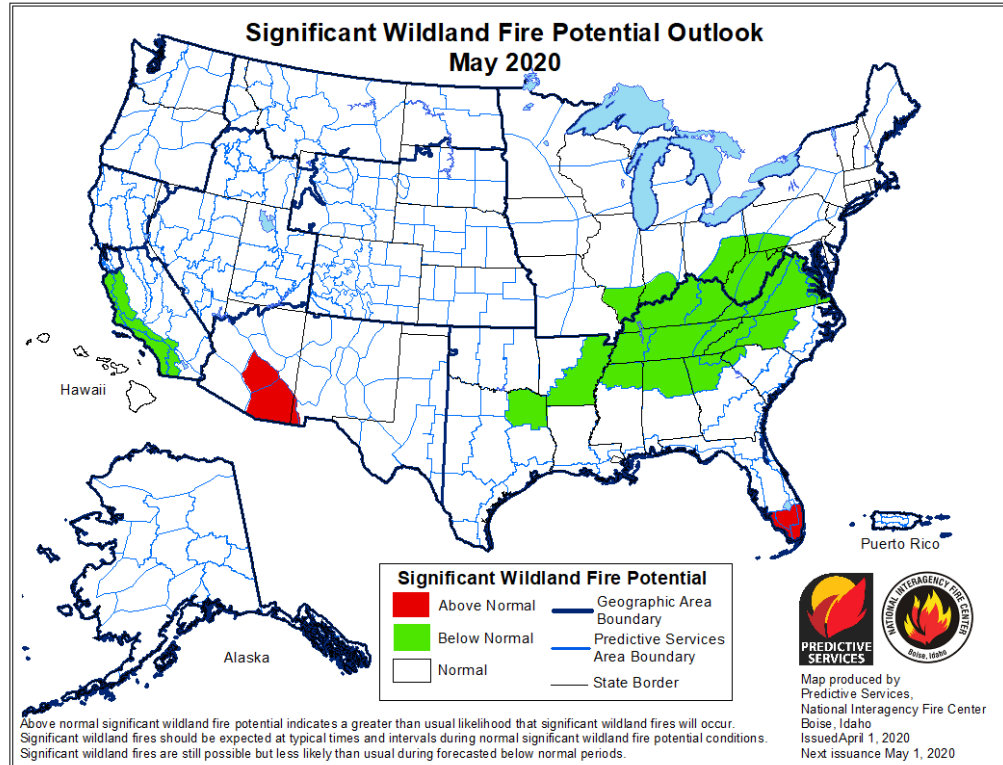 Significant Wildland Fire Potential Outlook
May 2020
Hawaii
Alaska
Puerto Rico
Significant Wildland Fire Potential
Above Normal
Below Normal
Normal
Geographic Area
Boundary
Predictive Services
Area Boundary
State Border
PREDICTIVE
SERVICES
NATIONAL INTERAGENCY FIRE CENTER
Boise, Idaho
Map produced by
Predictive Services,
National Interagency Fire Center
Boise, Idaho
IssuedApril 1, 2020
Next issuance May 1, 2020
Above normal significant wildland fire potential indicates a greater than usual likelihood that significant wildland fires will occur.
Significant wildland fires should be expected at typical times and intervals during normal significant wildland fire potential conditions.
Significant wildland fires are still possible but less likely than usual during forecasted below normal periods.